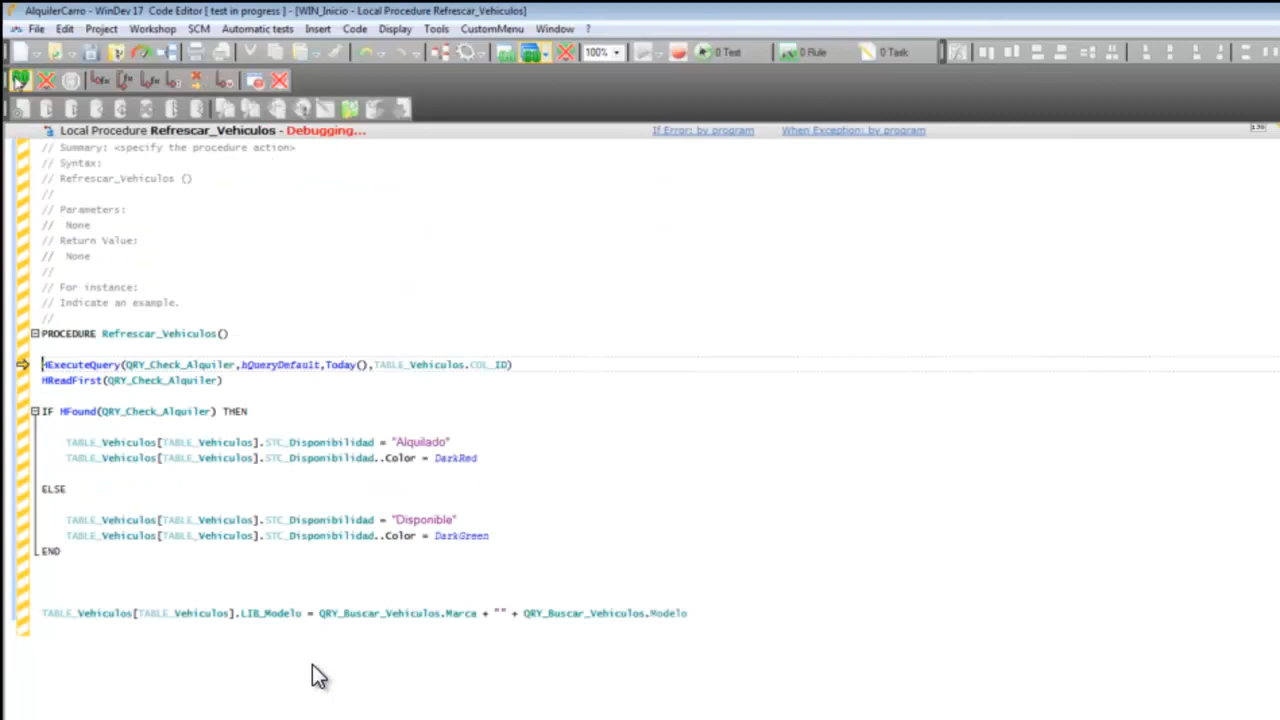 AlquilerCarro - WinDev 17 Code Editor [ test in progress ] - [WIN_Inicio - Local Procedure Refrescar_Vehiculos]
File Edit Project Workshop SCM Automatic tests Insert Code Display Tools CustomMenu Window ?
100% 0 Test 0 Rule 0 Task
Local Procedure Refrescar_Vehiculos - Debugging... If Error: by program When Exception: by program
// Summary: <specify the procedure action>
// Syntax:
// Refrescar_Vehiculos ()
//
// Parameters:
// None
// Return Value:
// None
//
// For instance:
// Indicate an example.
//
PROCEDURE Refrescar_Vehiculos()
HExecuteQuery(QRY_Check_Alquiler,hQueryDefault,Today(),TABLE_Vehiculos.COL_ID)
HReadFirst(QRY_Check_Alquiler)
IF HFound(QRY_Check_Alquiler) THEN
TABLE_Vehiculos[TABLE_Vehiculos].STC_Disponibilidad = "Alquilado"
TABLE_Vehiculos[TABLE_Vehiculos].STC_Disponibilidad..Color = DarkRed
ELSE
TABLE_Vehiculos[TABLE_Vehiculos].STC_Disponibilidad = "Disponible"
TABLE_Vehiculos[TABLE_Vehiculos].STC_Disponibilidad..Color = DarkGreen
END
TABLE_Vehiculos[TABLE_Vehiculos].LIB_Modelo = QRY_Buscar_Vehiculos.Marca + "" + QRY_Buscar_Vehiculos.Modelo